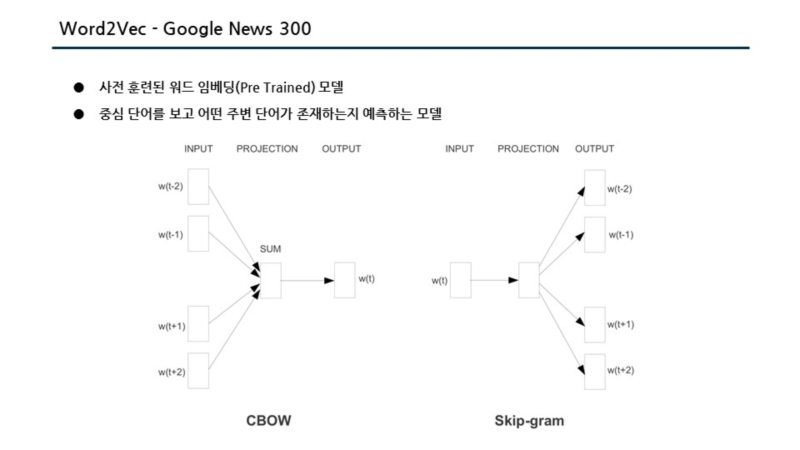 Word2Vec - Google News 300
● 사전 훈련된 워드 임베딩(Pre Trained) 모델
● 중심 단어를 보고 어떤 주변 단어가 존재하는지 예측하는 모델
INPUT PROJECTION OUTPUT
w(t-2)
w(t-1)
SUM
w(t)
w(t+1)
w(t+2)
CBOW
INPUT PROJECTION OUTPUT
w(t-2)
w(t-1)
w(t)
w(t+1)
w(t+2)
Skip-gram